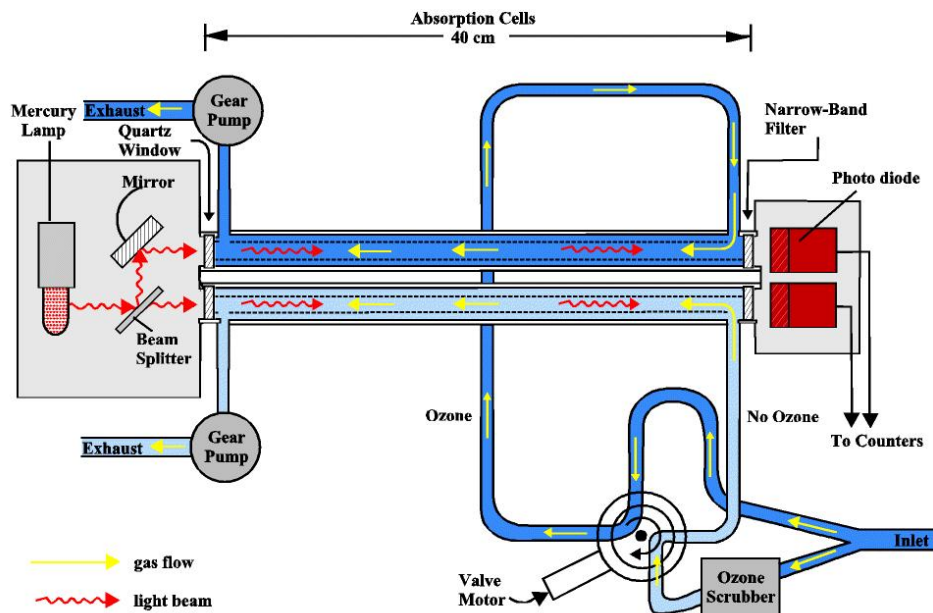 Absorption Cells
40 cm
Exhaust
Gear
Pump
Mercury
Lamp
Quartz
Window
Narrow-Band
Filter
Mirror
Photo diode
Beam
Splitter
Ozone
No Ozone
To Counters
Exhaust
Gear
Pump
Inlet
gas flow
Valve
Motor
Ozone
Scrubber
light beam